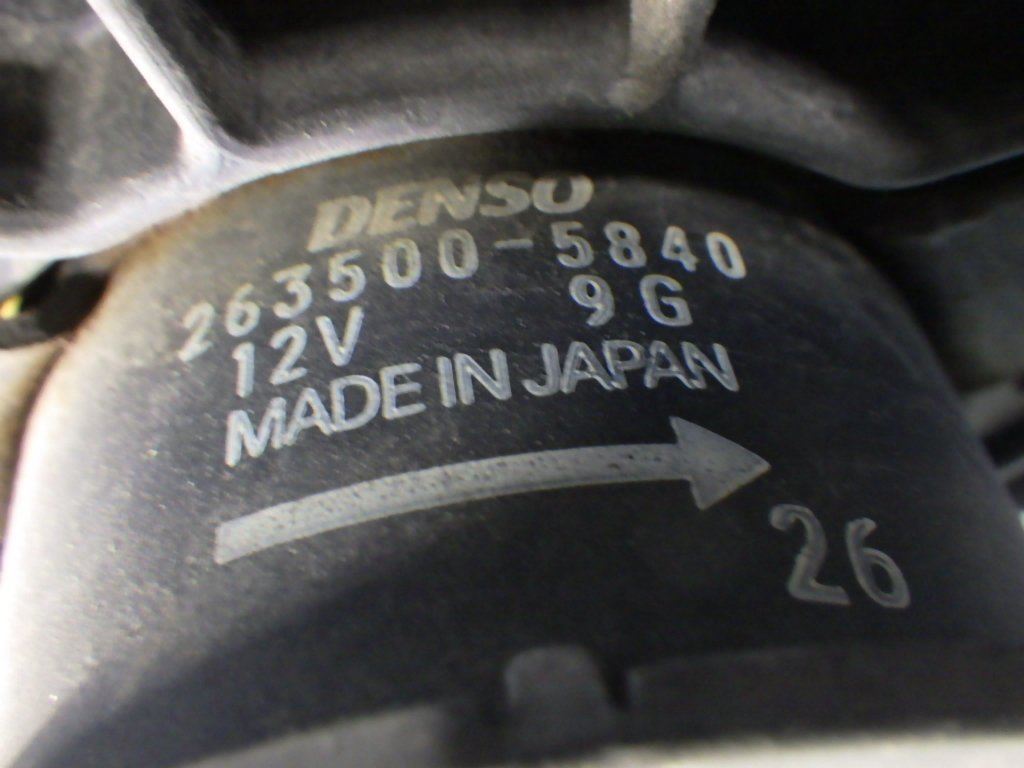 DENSO
263500-5840
12V 9G
MADE IN JAPAN
26